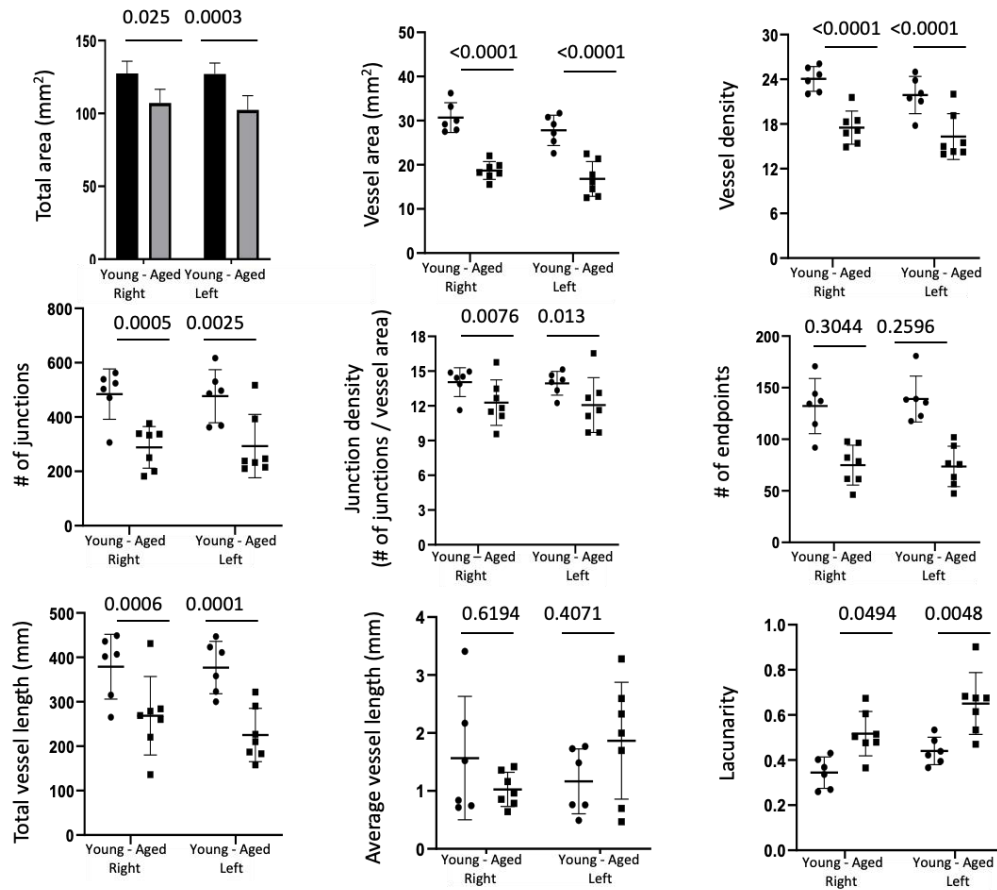 0.025 0.0003
Total area (mm²)
150
100
50
0
Young - Aged Young - Aged
Right Left
<0.0001 <0.0001
Vessel area (mm²)
50
40
30
20
10
0
Young - Aged Young - Aged
Right Left
<0.0001 <0.0001
Vessel density
30
24
18
12
6
0
Young - Aged Young - Aged
Right Left
0.0005 0.0025
# of junctions
800
600
400
200
0
Young - Aged Young - Aged
Right Left
0.0076 0.013
Junction density
(# of junctions / vessel area)
18
15
12
9
6
3
0
Young - Aged Young - Aged
Right Left
0.3044 0.2596
# of endpoints
200
150
100
50
0
Young - Aged Young - Aged
Right Left
0.0006 0.0001
Total vessel length (mm)
500
400
300
200
100
0
Young - Aged Young - Aged
Right Left
0.6194 0.4071
Average vessel length (mm)
4
3
2
1
0
Young - Aged Young - Aged
Right Left
0.0494 0.0048
Lacunarity
1.0
0.8
0.6
0.4
0.2
0.0
Young - Aged Young - Aged
Right Left